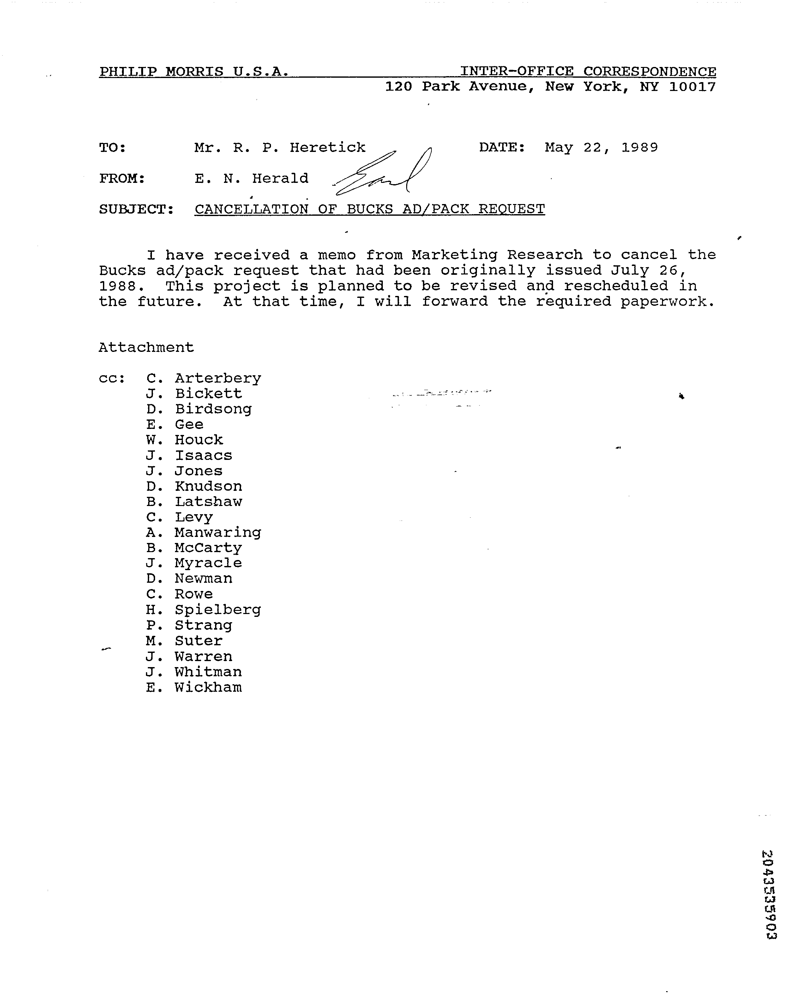 PHILIP MORRIS U.S.A. INTER-OFFICE CORRESPONDENCE
120 Park Avenue, New York, NY 10017
TO: Mr. R. P. Heretick DATE: May 22, 1989
FROM: E. N. Herald Earl
SUBJECT: CANCELLATION OF BUCKS AD/PACK REQUEST
I have received a memo from Marketing Research to cancel the
Bucks ad/pack request that had been originally issued July 26,
1988. This project is planned to be revised and rescheduled in
the future. At that time, I will forward the required paperwork.
Attachment
cc: C. Arterbery
J. Bickett
D. Birdsong
E. Gee
W. Houck
J. Isaacs
J. Jones
D. Knudson
B. Latshaw
C. Levy
A. Manwaring
B. McCarty
J. Myracle
D. Newman
C. Rowe
H. Spielberg
P. Strang
M. Suter
J. Warren
J. Whitman
E. Wickham
2043535903